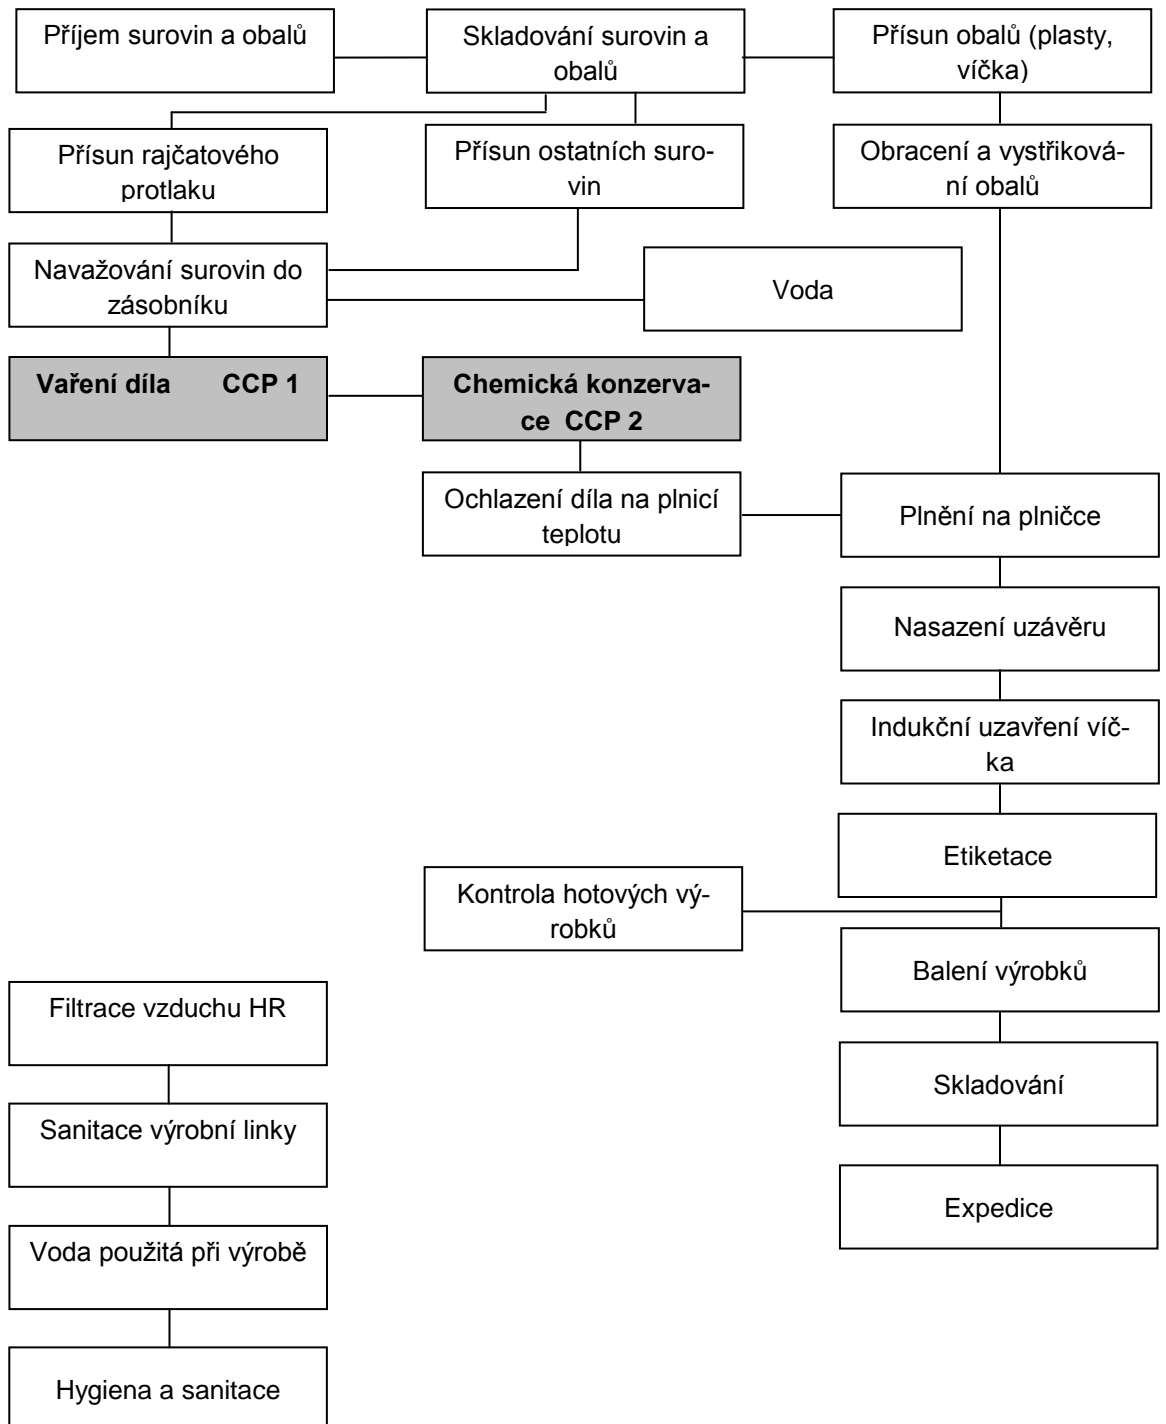 Příjem surovin a obalů
Skladování surovin a
obalů
Přísun obalů (plasty,
víčka)
Přísun rajčatového
protlaku
Přísun ostatních suro-
vin
Obracení a vystřiková-
ní obalů
Navažování surovin do
zásobníku
Voda
Vaření díla CCP 1
Chemická konzerva-
ce CCP 2
Ochlazení díla na plnicí
teplotu
Plnění na plničce
Nasazení uzávěru
Indukční uzavření víč-
ka
Etiketace
Kontrola hotových vý-
robků
Balení výrobků
Filtrace vzduchu HR
Skladování
Sanitace výrobní linky
Expedice
Voda použitá při výrobě
Hygiena a sanitace